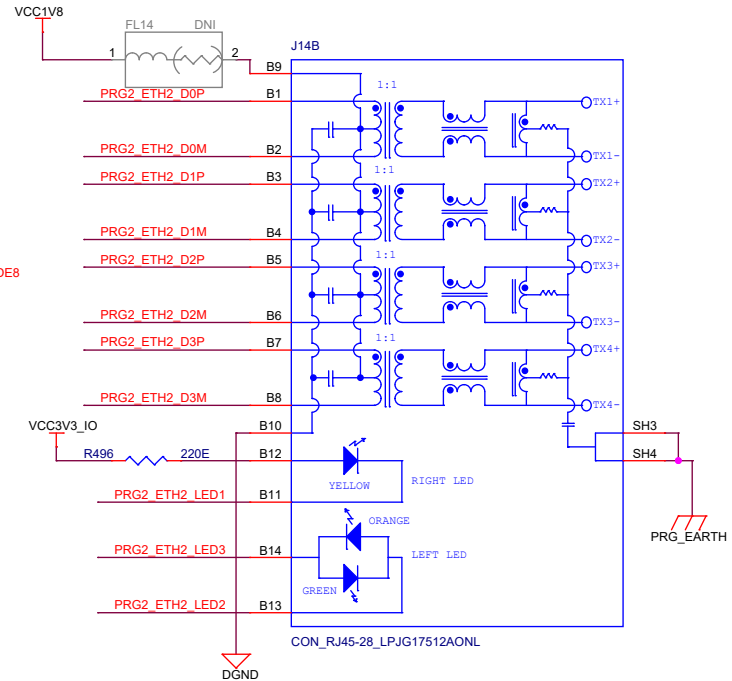 VCC1V8
FL14 DNI
1 2
J14B
B9
1:1
PRG2_ETH2_D0P B1 TX1+
PRG2_ETH2_D0M B2 TX1-
1:1
PRG2_ETH2_D1P B3 TX2+
PRG2_ETH2_D1M B4 TX2-
1:1
PRG2_ETH2_D2P B5 TX3+
DE8
PRG2_ETH2_D2M B6 TX3-
1:1
PRG2_ETH2_D3P B7 TX4+
PRG2_ETH2_D3M B8 TX4-
VCC3V3_IO B10 SH3
R496 220E B12 SH4
YELLOW RIGHT LED
PRG2_ETH2_LED1 B11
ORANGE
PRG_EARTH
PRG2_ETH2_LED3 B14 LEFT LED
GREEN
PRG2_ETH2_LED2 B13
CON_RJ45-28_LPJG17512AONL
DGND